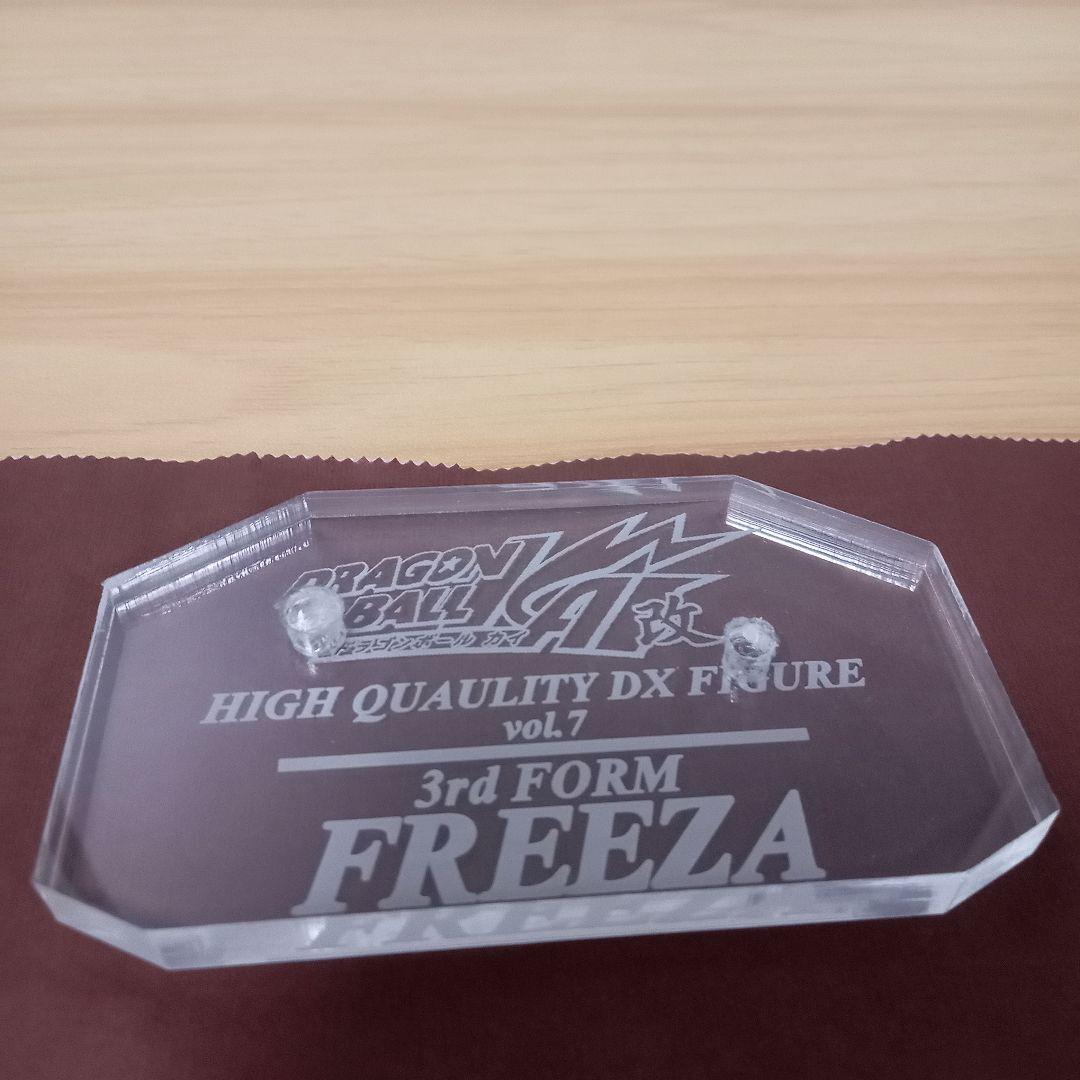 DRAGON
BALL KAI 改
ドラゴンボール カイ
HIGH QUAULITY DX FIGURE
vol.7
3rd FORM
FREEZA